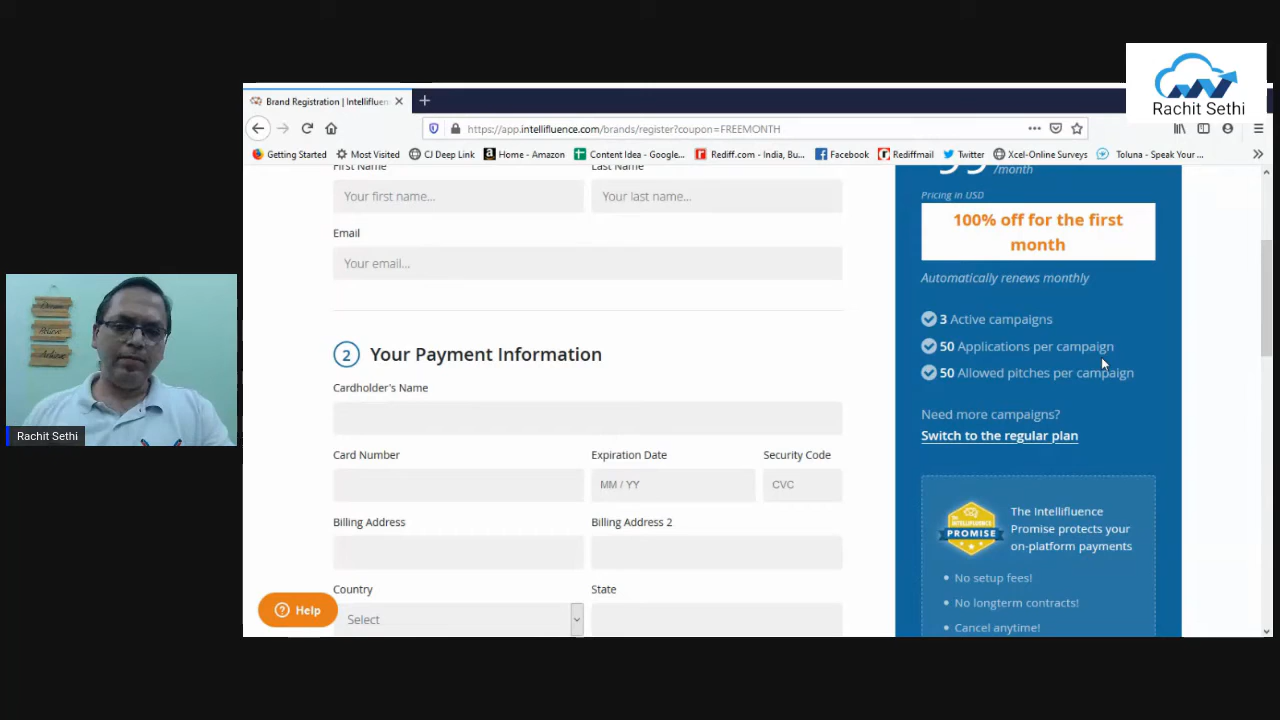 Rachit Sethi
Brand Registration | Intellifluen
https://app.intellifluence.com/brands/register?coupon=FREEMONTH
Getting Started
Most Visited
CJ Deep Link
Home - Amazon
Content Idea - Google...
Rediff.com - India, Bu...
Facebook
Rediffmail
Twitter
Xcel-Online Surveys
Toluna - Speak Your ...
First Name
Last Name
Your first name...
Your last name...
Email
Your email...
2 Your Payment Information
Cardholder's Name
Card Number
Expiration Date
Security Code
MM / YY
CVC
Billing Address
Billing Address 2
Country
State
Select
Help
/month
Pricing in USD
100% off for the first
month
Automatically renews monthly
3 Active campaigns
50 Applications per campaign
50 Allowed pitches per campaign
Need more campaigns?
Switch to the regular plan
PROMISE
The Intellifluence
Promise protects your
on-platform payments
No setup fees!
No longterm contracts!
Cancel anytime!
Rachit Sethi